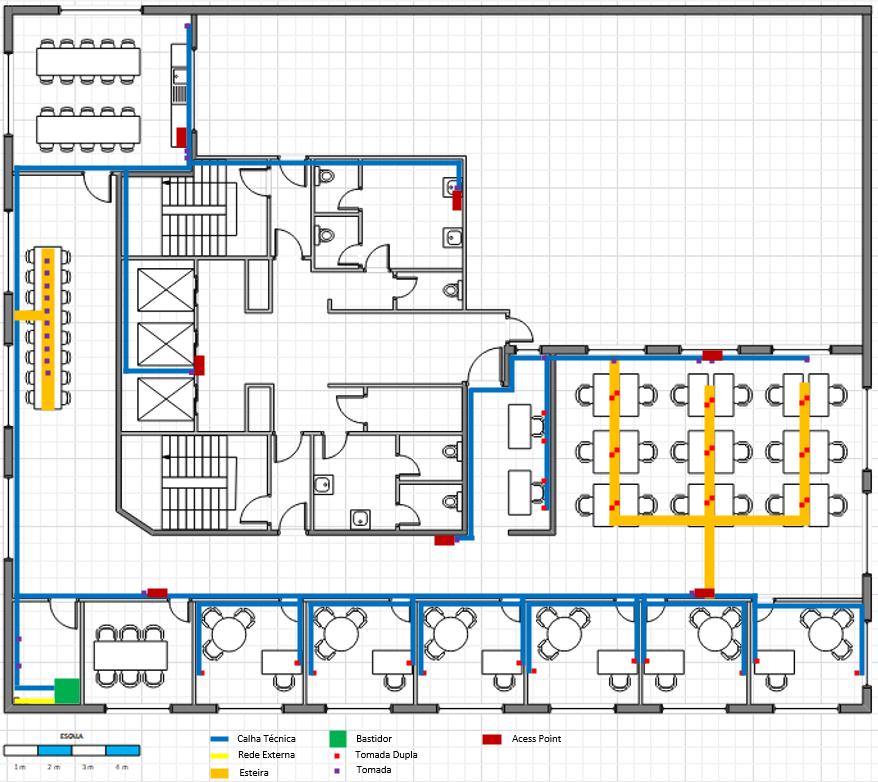 ESCALA
1 m 2 m 3 m 4 m
Calha Técnica Bastidor Acess Point
Rede Externa Tomada Dupla
Esteira Tomada